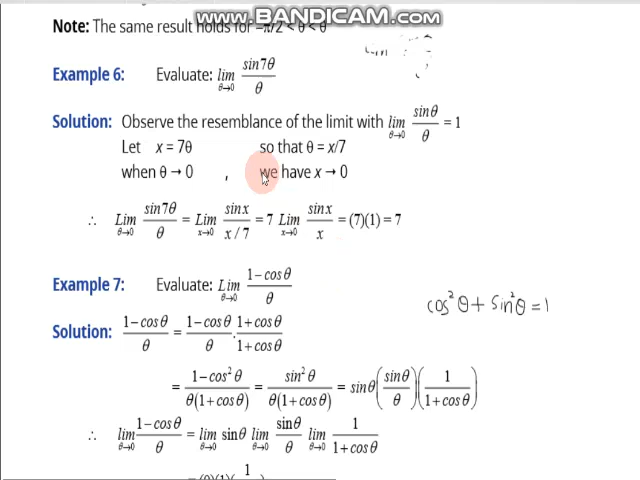 WWW.BANDICAM.COM
Note: The same result holds for −π/2 < θ < θ
Example 6: Evaluate: lim θ→0 sin7θ/θ
Solution: Observe the resemblance of the limit with lim θ→0 sinθ/θ = 1
Let x = 7θ so that θ = x/7
when θ → 0 , we have x → 0
∴ Lim θ→0 sin7θ/θ = Lim x→0 sinx/(x / 7) = 7 Lim x→0 sinx/x = (7)(1) = 7
Example 7: Evaluate: Lim θ→0 (1−cosθ)/θ
cos²θ + sin²θ = 1
Solution: (1−cosθ)/θ = (1−cosθ)/θ . (1+cosθ)/(1+cosθ)
= (1−cos²θ)/(θ(1+cosθ)) = sin²θ/(θ(1+cosθ)) = sinθ(sinθ/θ)(1/(1+cosθ))
∴ lim θ→0 (1−cosθ)/θ = lim θ→0 sinθ lim θ→0 sinθ/θ lim θ→0 1/(1+cosθ)